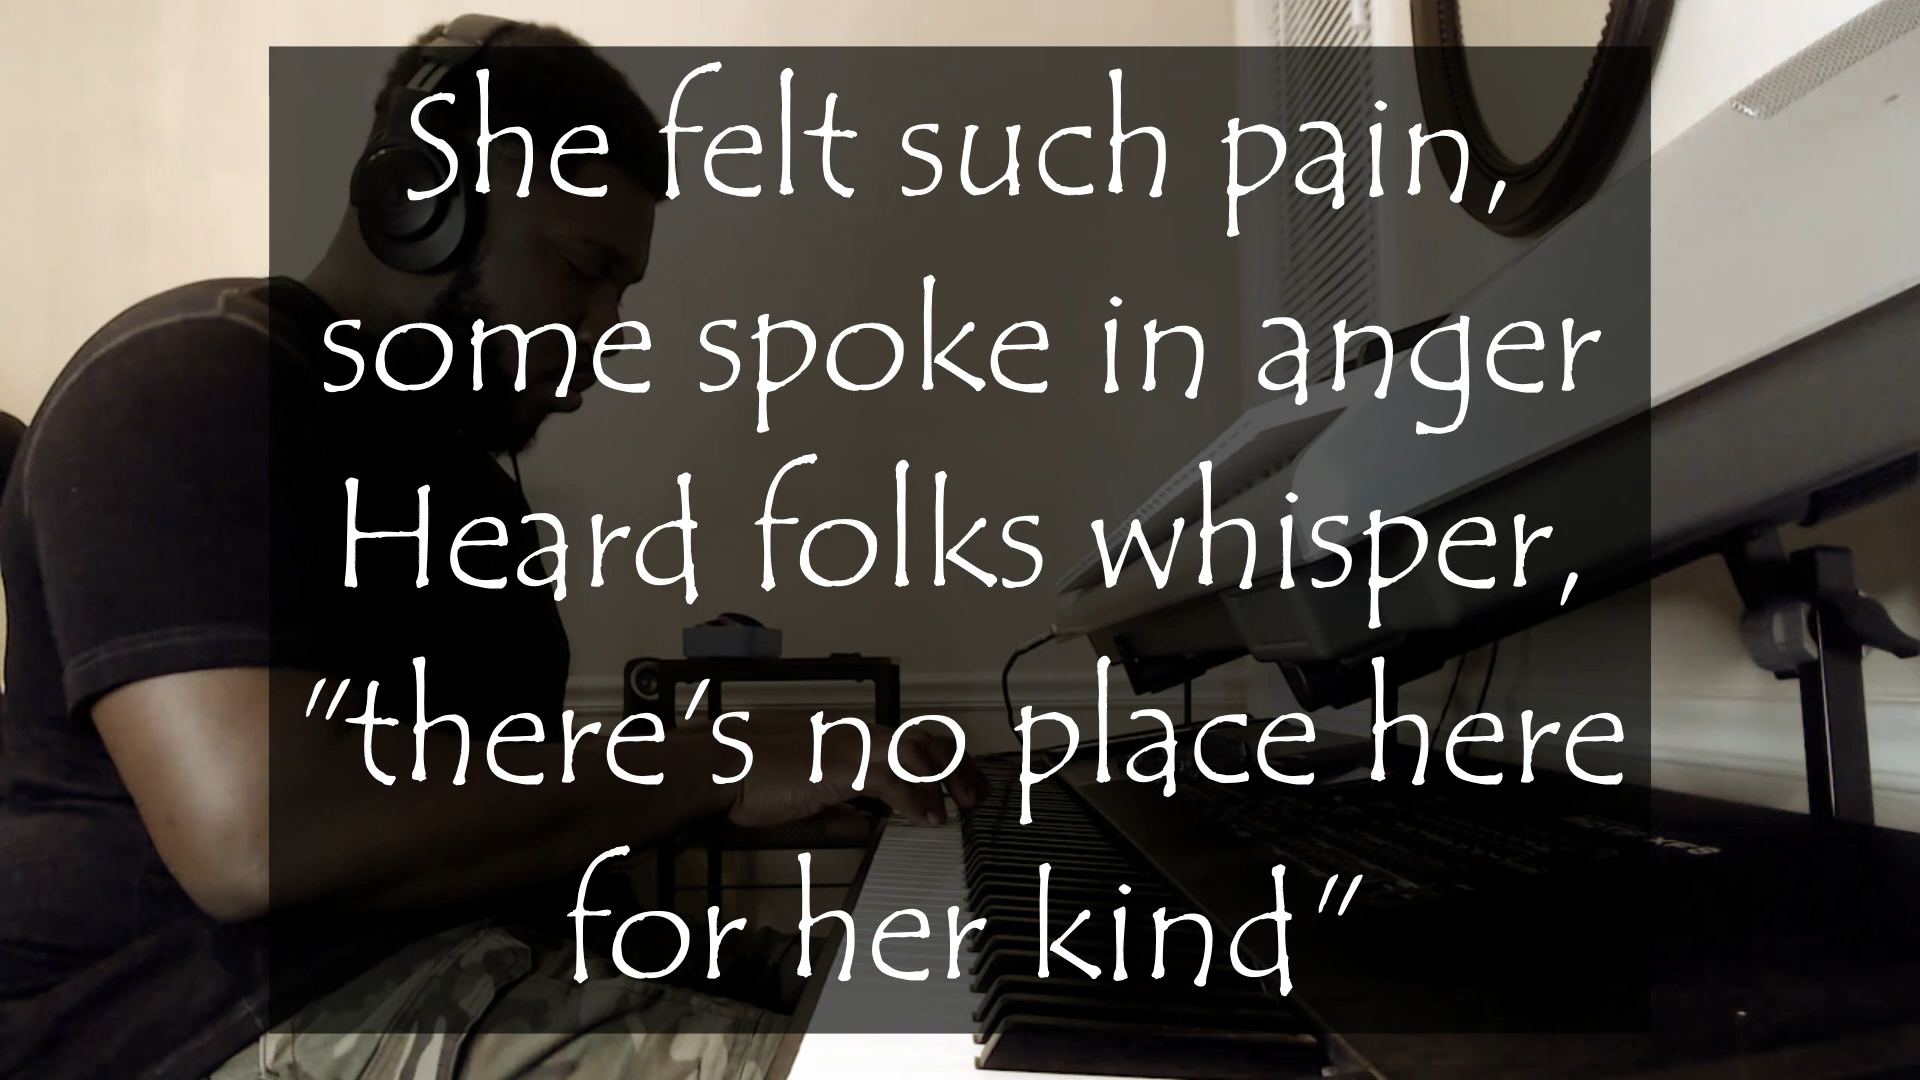 She felt such pain,
some spoke in anger
Heard folks whisper,
"there's no place here
for her kind"